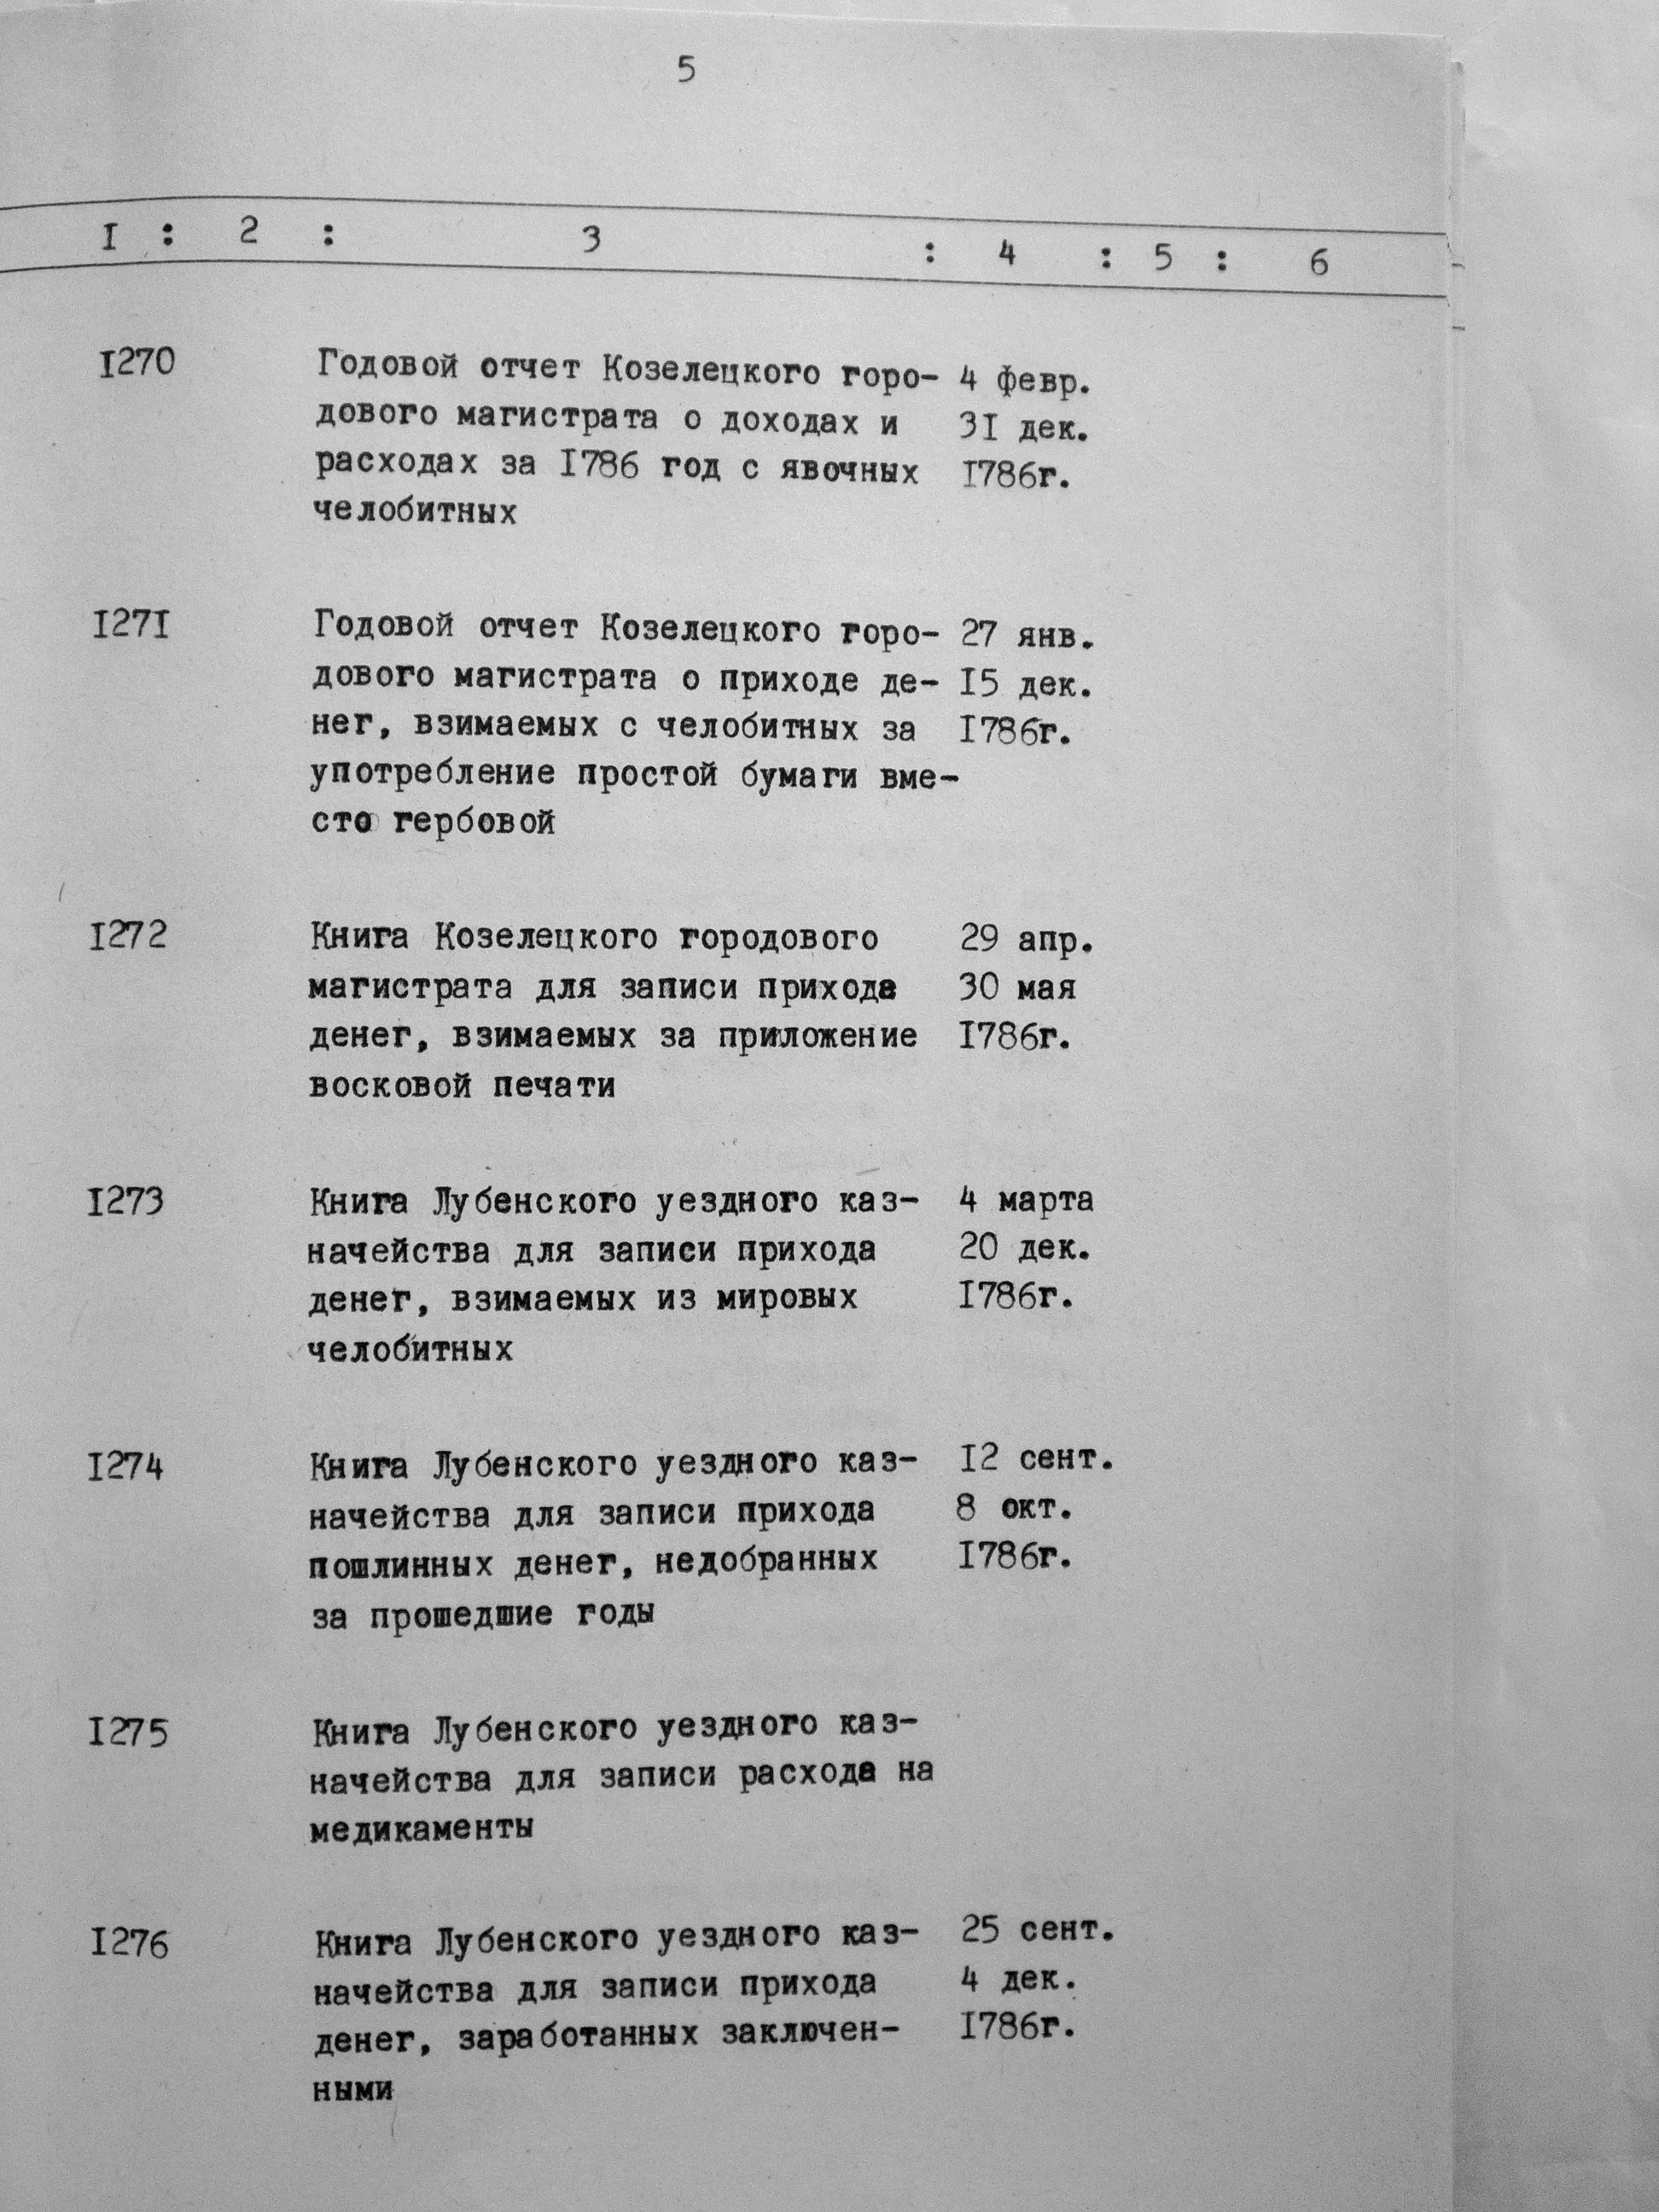 5
I : 2 : 3 : 4 : 5 : 6
I270 Годовой отчет Козелецкого горо- 4 февр.
дового магистрата о доходах и 3I дек.
расходах за I786 год с явочных I786г.
челобитных
I27I Годовой отчет Козелецкого горо- 27 янв.
дового магистрата о приходе де- I5 дек.
нег, взимаемых с челобитных за I786г.
употребление простой бумаги вме-
сто гербовой
I272 Книга Козелецкого городового 29 апр.
магистрата для записи прихода 30 мая
денег, взимаемых за приложение I786г.
восковой печати
I273 Книга Лубенского уездного каз- 4 марта
начейства для записи прихода 20 дек.
денег, взимаемых из мировых I786г.
челобитных
I274 Книга Лубенского уездного каз- I2 сент.
начейства для записи прихода 8 окт.
пошлинных денег, недобранных I786г.
за прошедшие годы
I275 Книга Лубенского уездного каз-
начейства для записи расхода на
медикаменты
I276 Книга Лубенского уездного каз- 25 сент.
начейства для записи прихода 4 дек.
денег, заработанных заключен- I786г.
ными